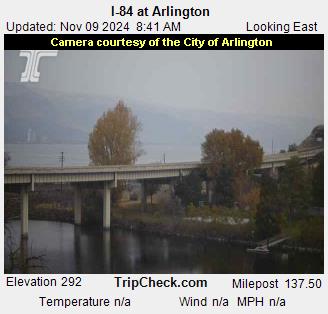 I-84 at Arlington
Updated: Nov 09 2024 8:41 AM Looking East
Camera courtesy of the City of Arlington
Elevation 292 TripCheck.com Milepost 137.50
Temperature n/a Wind n/a MPH n/a